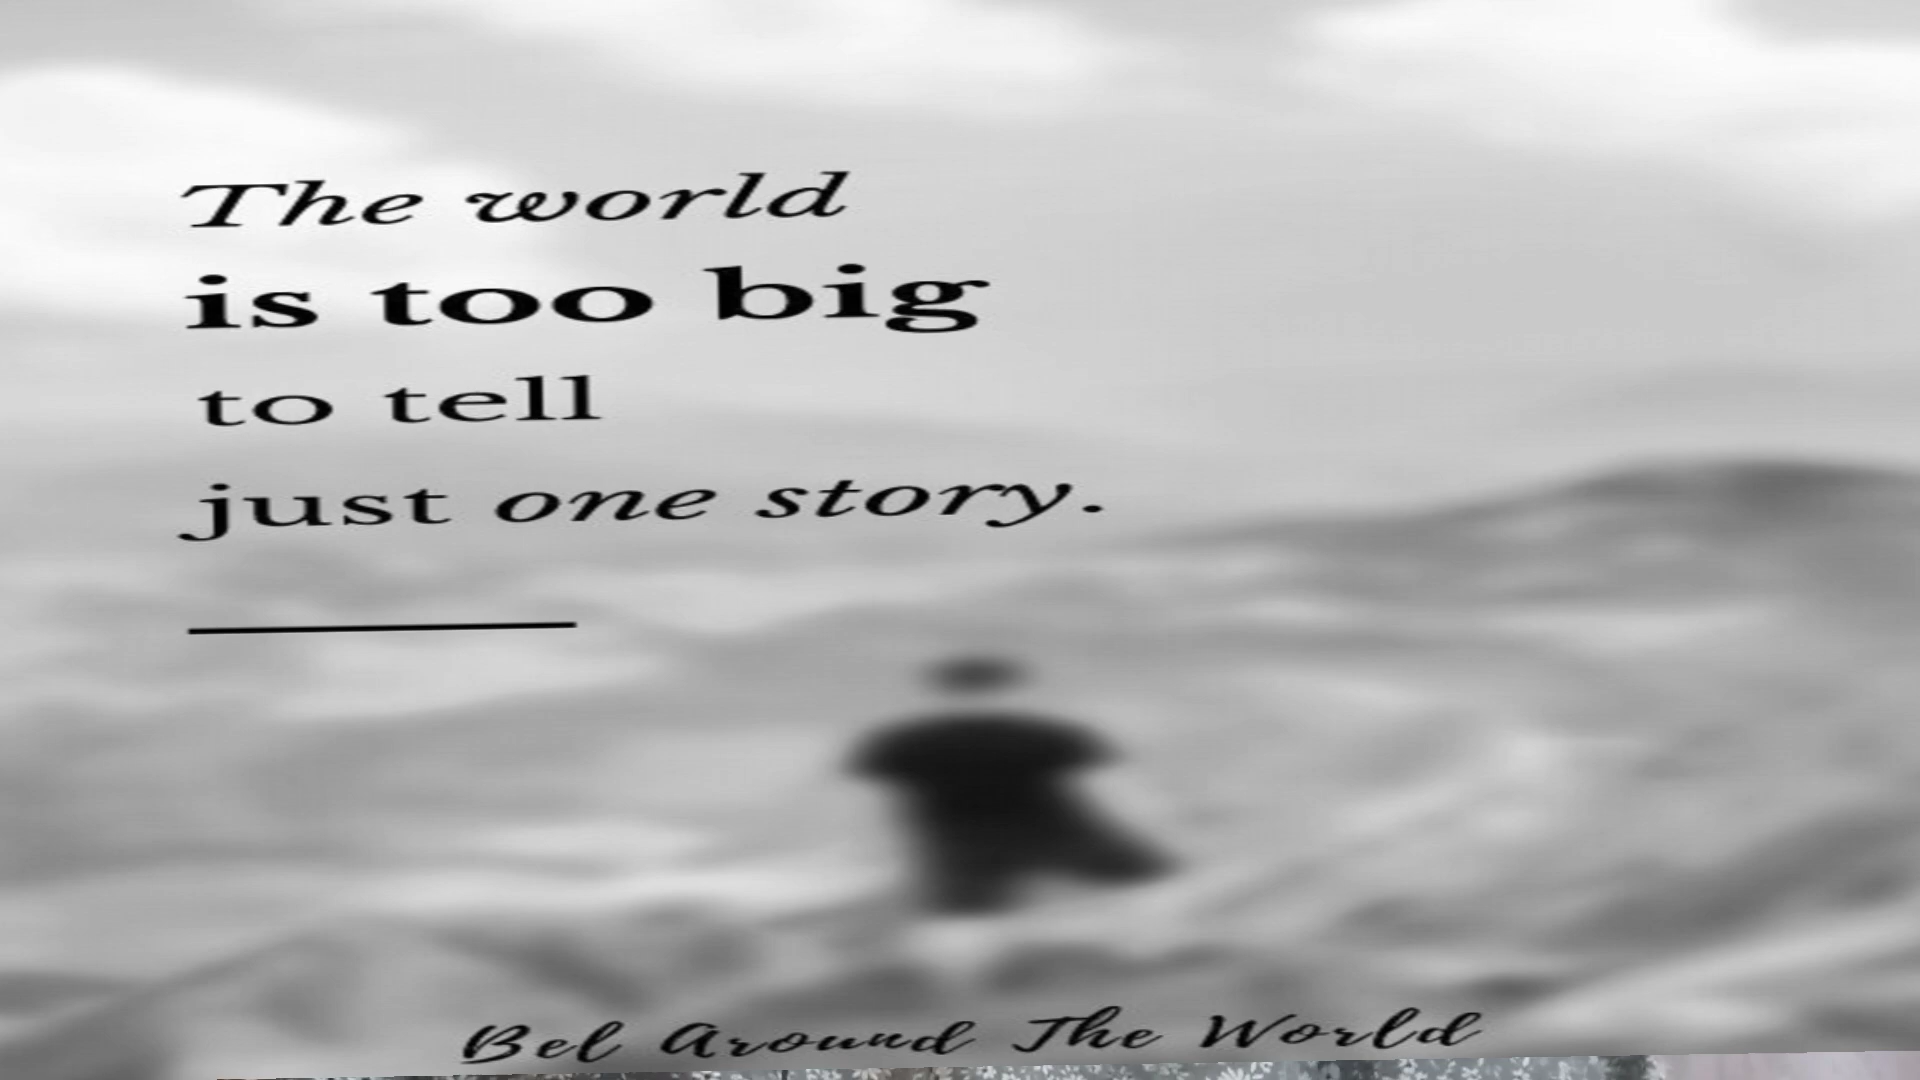 The world
is too big
to tell
just one story.
Bel Around The World